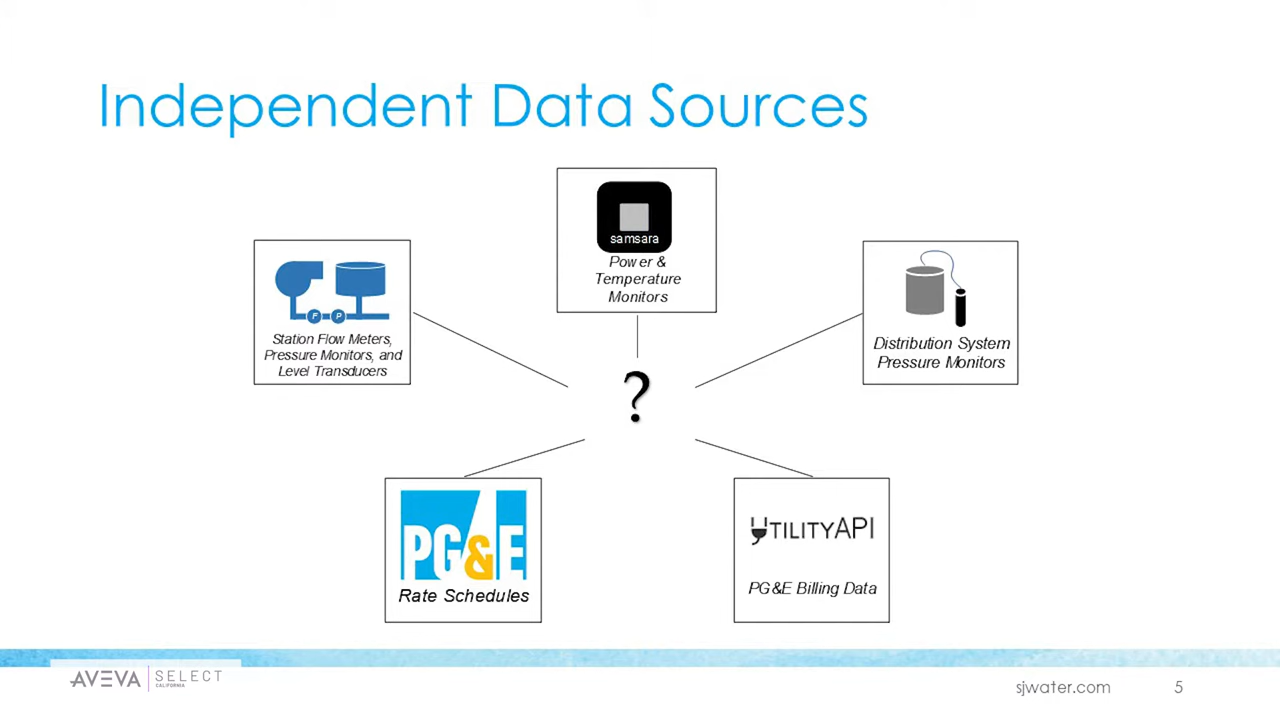 Independent Data Sources
samsara
Power &
Temperature
Monitors
F P
Station Flow Meters,
Pressure Monitors, and
Level Transducers
Distribution System
Pressure Monitors
?
PG&E
Rate Schedules
UTILITYAPI
PG&E Billing Data
AVEVA SELECT
CALIFORNIA
sjwater.com 5